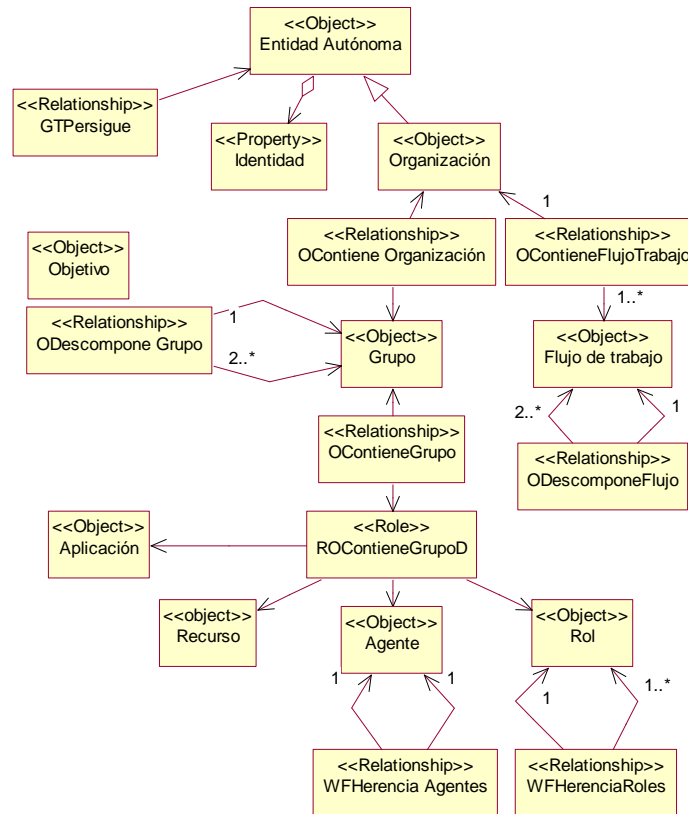 <<Object>>
Entidad Autónoma
<<Relationship>>
GTPersigue
<<Property>>
Identidad
<<Object>>
Organización
1
<<Relationship>>
OContiene Organización
<<Relationship>>
OContieneFlujoTrabajo
<<Object>>
Objetivo
1..*
<<Relationship>>
ODescompone Grupo
1
2..*
<<Object>>
Grupo
<<Object>>
Flujo de trabajo
2..*
1
<<Relationship>>
OContieneGrupo
<<Relationship>>
ODescomponeFlujo
<<Object>>
Aplicación
<<Role>>
ROContieneGrupoD
<<object>>
Recurso
<<Object>>
Agente
<<Object>>
Rol
1
1
1
1..*
<<Relationship>>
WFHerencia Agentes
<<Relationship>>
WFHerenciaRoles